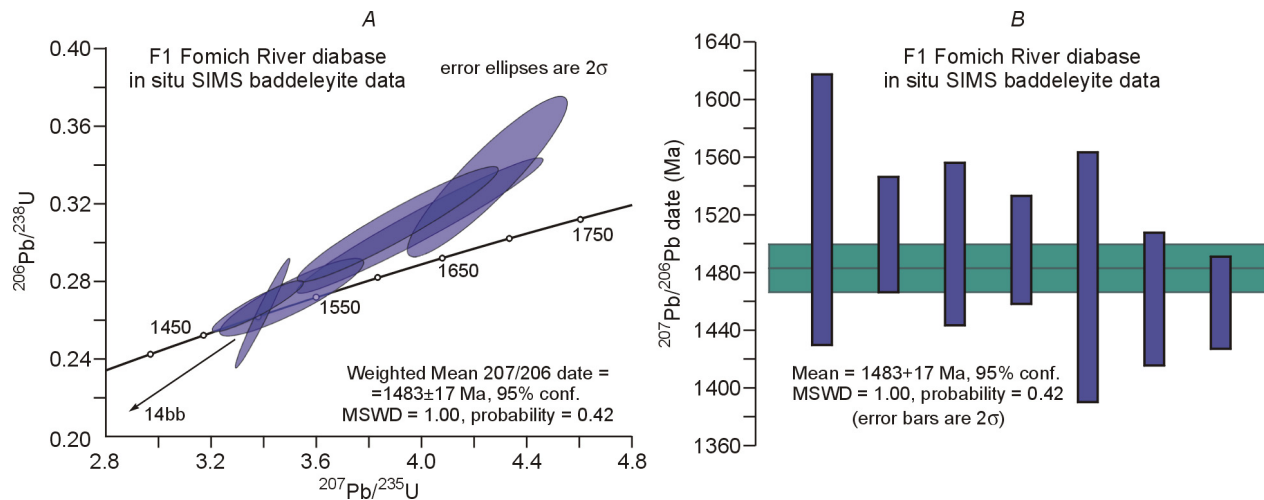 A
F1 Fomich River diabase
in situ SIMS baddeleyite data
error ellipses are 2σ
0.40
0.36
0.32
0.28
0.24
0.20
206Pb/238U
1450
1550
1650
1750
14bb
Weighted Mean 207/206 date =
=1483±17 Ma, 95% conf.
MSWD = 1.00, probability = 0.42
2.8 3.2 3.6 4.0 4.4 4.8
207Pb/235U
B
F1 Fomich River diabase
in situ SIMS baddeleyite data
1640
1600
1560
1520
1480
1440
1400
1360
207Pb/206Pb date (Ma)
Mean = 1483+17 Ma, 95% conf.
MSWD = 1.00, probability = 0.42
(error bars are 2σ)